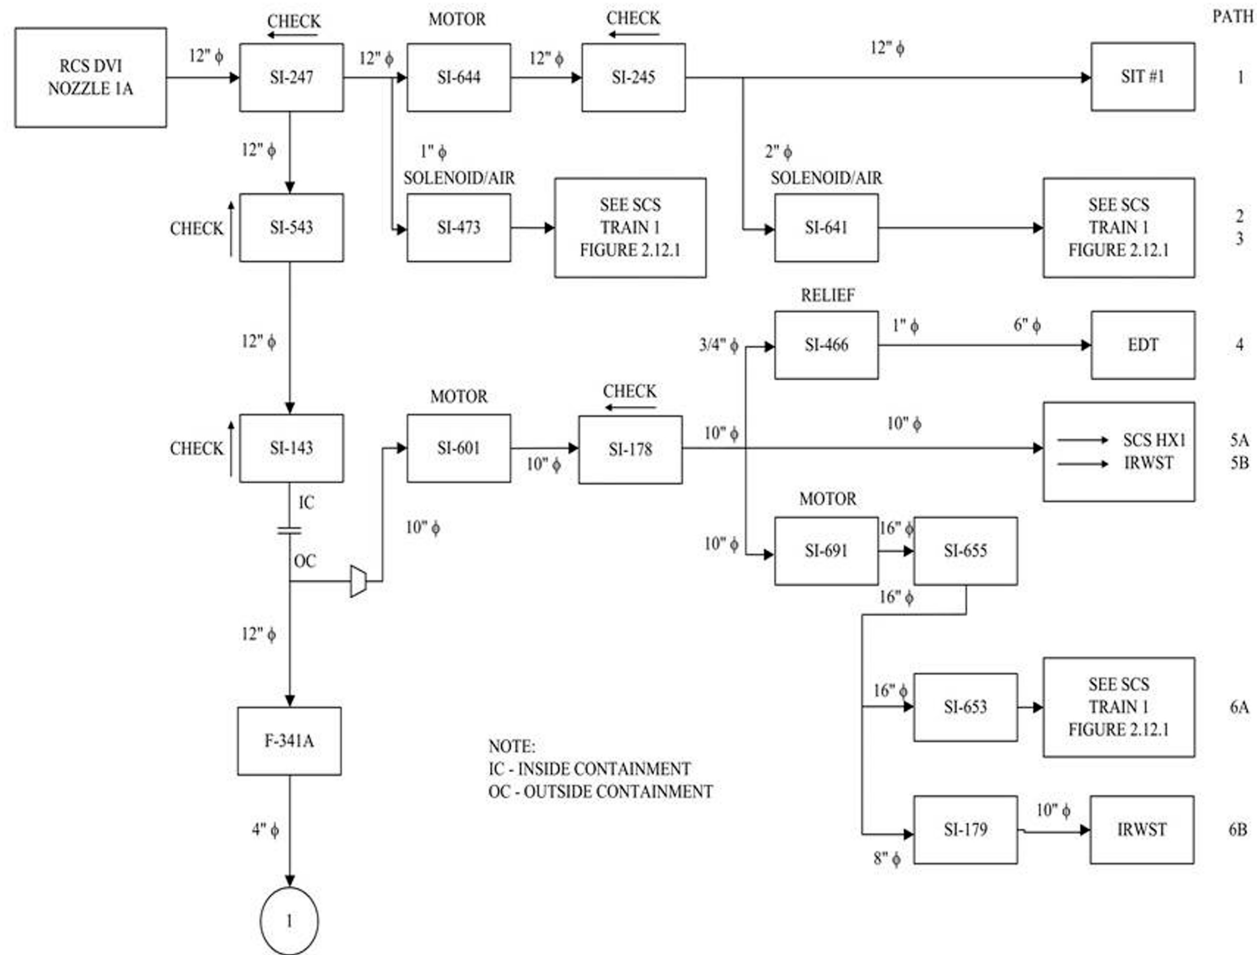 PATH
CHECK
MOTOR
CHECK
RCS DVI
NOZZLE 1A
12" ϕ
SI-247
12" ϕ
SI-644
12" ϕ
SI-245
12" ϕ
SIT #1
1
12" ϕ
1" ϕ
2" ϕ
SOLENOID/AIR
SOLENOID/AIR
CHECK
SI-543
SI-473
SEE SCS
TRAIN 1
FIGURE 2.12.1
SI-641
SEE SCS
TRAIN 1
FIGURE 2.12.1
2
3
RELIEF
12" ϕ
3/4" ϕ
SI-466
1" ϕ
6" ϕ
EDT
4
MOTOR
CHECK
CHECK
SI-143
SI-601
10" ϕ
SI-178
10" ϕ
10" ϕ
SCS HX1
IRWST
5A
5B
IC
10" ϕ
OC
MOTOR
10" ϕ
SI-691
16" ϕ
SI-655
16" ϕ
12" ϕ
16" ϕ
SI-653
SEE SCS
TRAIN 1
FIGURE 2.12.1
6A
F-341A
NOTE:
IC - INSIDE CONTAINMENT
OC - OUTSIDE CONTAINMENT
4" ϕ
8" ϕ
SI-179
10" ϕ
IRWST
6B
1